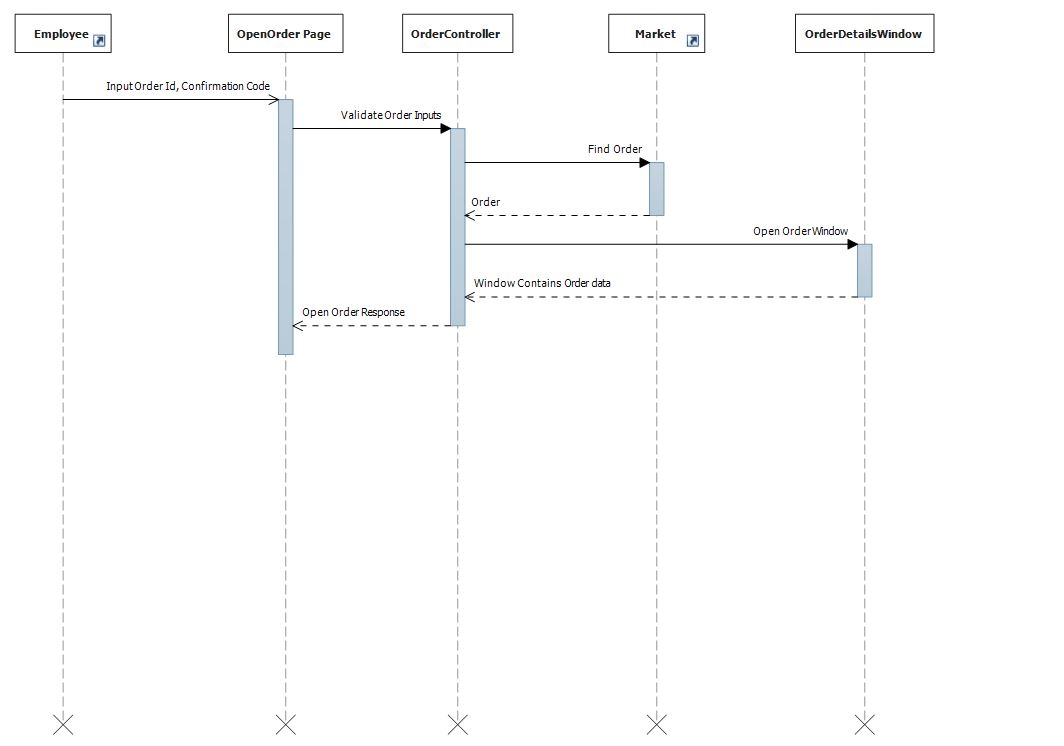 Employee
OpenOrder Page
OrderController
Market
OrderDetailsWindow
Input Order Id, Confirmation Code
Validate Order Inputs
Find Order
Order
Open Order Window
Window Contains Order data
Open Order Response